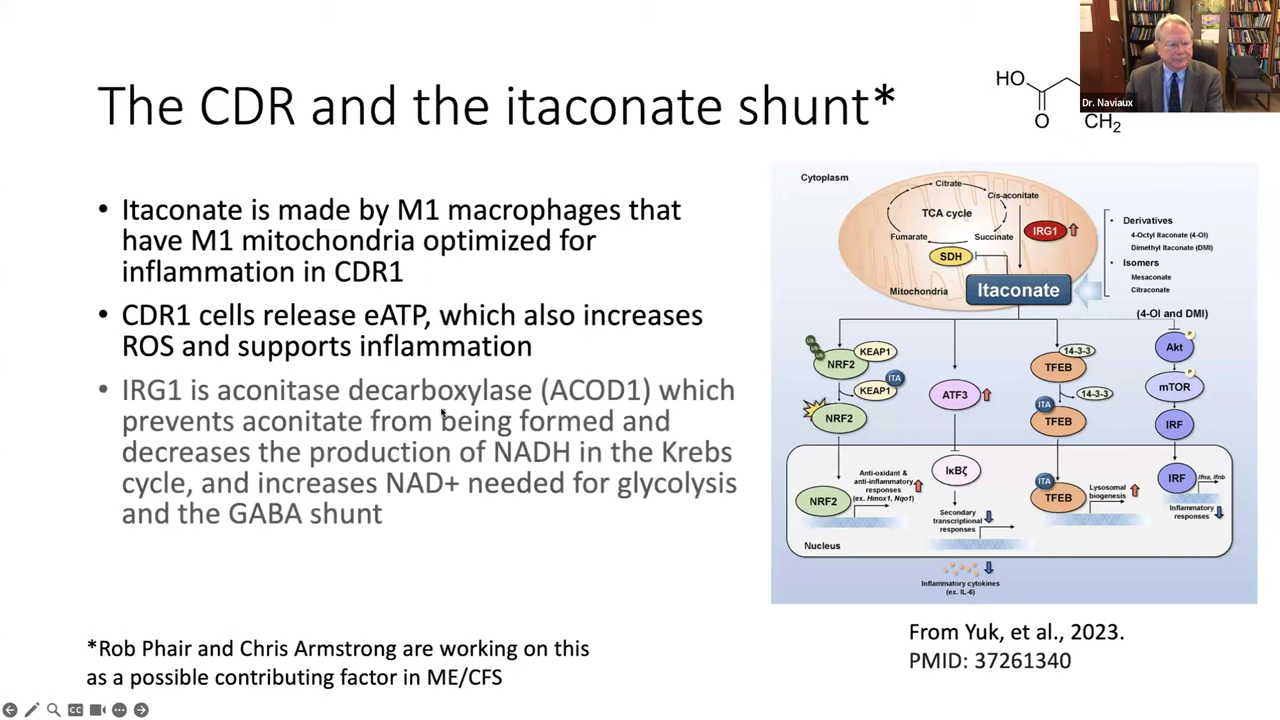 The CDR and the itaconate shunt*
HO
O
CH₂
Dr. Naviaux
• Itaconate is made by M1 macrophages that
have M1 mitochondria optimized for
inflammation in CDR1
• CDR1 cells release eATP, which also increases
ROS and supports inflammation
• IRG1 is aconitase decarboxylase (ACOD1) which
prevents aconitate from being formed and
decreases the production of NADH in the Krebs
cycle, and increases NAD+ needed for glycolysis
and the GABA shunt
*Rob Phair and Chris Armstrong are working on this
as a possible contributing factor in ME/CFS
Cytoplasm
Citrate
Cis-aconitate
TCA cycle
IRG1
Fumarate
Succinate
SDH
Mitochondria
Itaconate
• Derivatives
4-Octyl Itaconate (4-OI)
Dimethyl Itaconate (DMI)
• Isomers
Mesaconate
Citraconate
(4-OI and DMI)
Ub
Ub
Ub
NRF2
KEAP1
ITA
KEAP1
NRF2
ATF3
14-3-3
TFEB
14-3-3
ITA
TFEB
P
Akt
P
mTOR
IRF
NRF2
Anti-oxidant &
anti-inflammatory
responses
(ex. Hmox1, Nqo1)
IκBζ
Secondary
transcriptional
responses
ITA
TFEB
Lysosomal
biogenesis
IRF
Ifna, Ifnb
Inflammatory
responses
Nucleus
Inflammatory cytokines
(ex. IL-6)
From Yuk, et al., 2023.
PMID: 37261340
CC